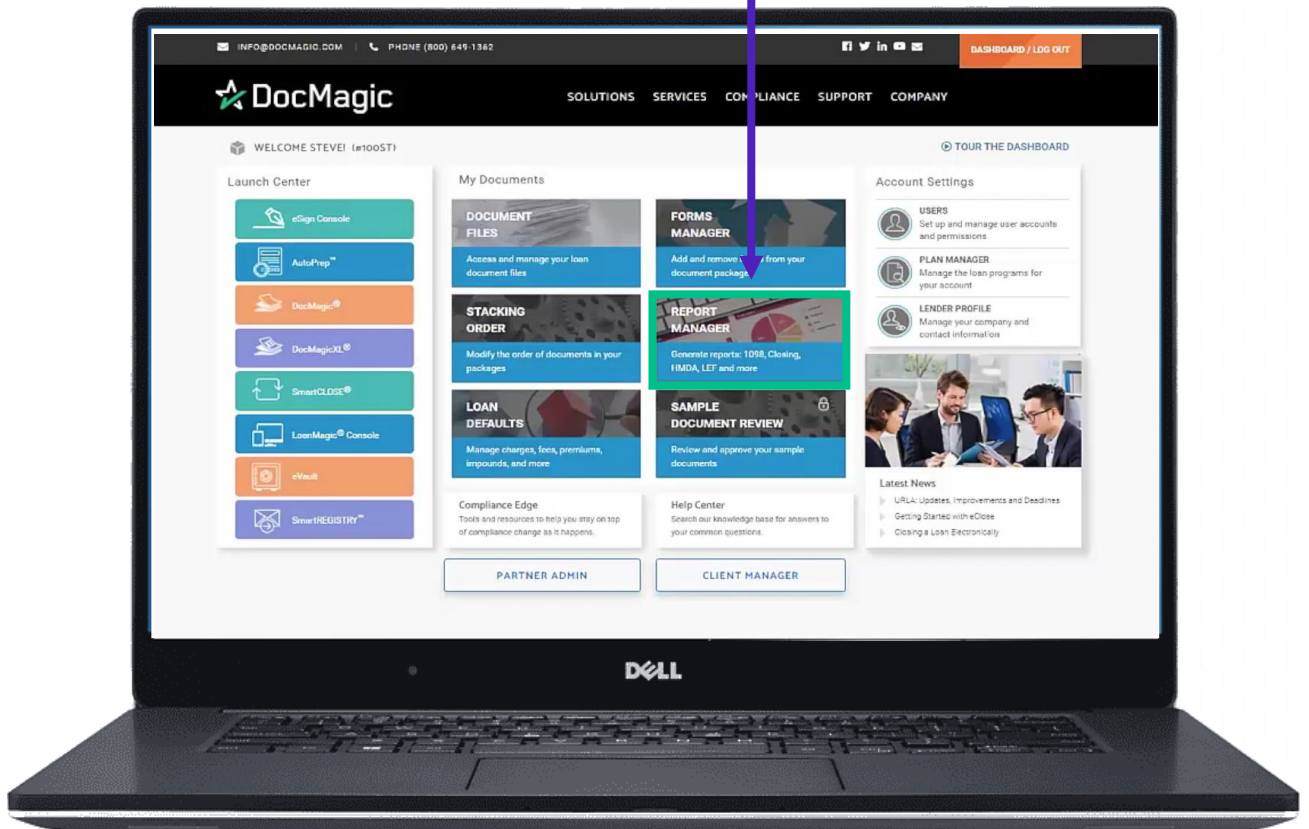 INFO@DOCMAGIC.COM | PHONE (800) 649-1362
DASHBOARD / LOG OUT
DocMagic
SOLUTIONS SERVICES COMPLIANCE SUPPORT COMPANY
WELCOME STEVE! (#100ST)
TOUR THE DASHBOARD
Launch Center
eSign Console
AutoPrep™
DocMagic®
DocMagicXL®
SmartCLOSE®
LoanMagic® Console
eVault
SmartREGISTRY™
My Documents
DOCUMENT
FILES
Access and manage your loan
document files
FORMS
MANAGER
Add and remove from your
document package
STACKING
ORDER
Modify the order of documents in your
packages
REPORT
MANAGER
Generate reports: 1098, Closing,
HMDA, LEF and more
LOAN
DEFAULTS
Manage charges, fees, premiums,
impounds, and more
SAMPLE
DOCUMENT REVIEW
Review and approve your sample
documents
Compliance Edge
Tools and resources to help you stay on top
of compliance change as it happens.
Help Center
Search our knowledge base for answers to
your common questions.
PARTNER ADMIN
CLIENT MANAGER
Account Settings
USERS
Set up and manage user accounts
and permissions
PLAN MANAGER
Manage the loan programs for
your account
LENDER PROFILE
Manage your company and
contact information
Latest News
URLA: Updates, Improvements and Deadlines
Getting Started with eClose
Closing a Loan Electronically
DELL